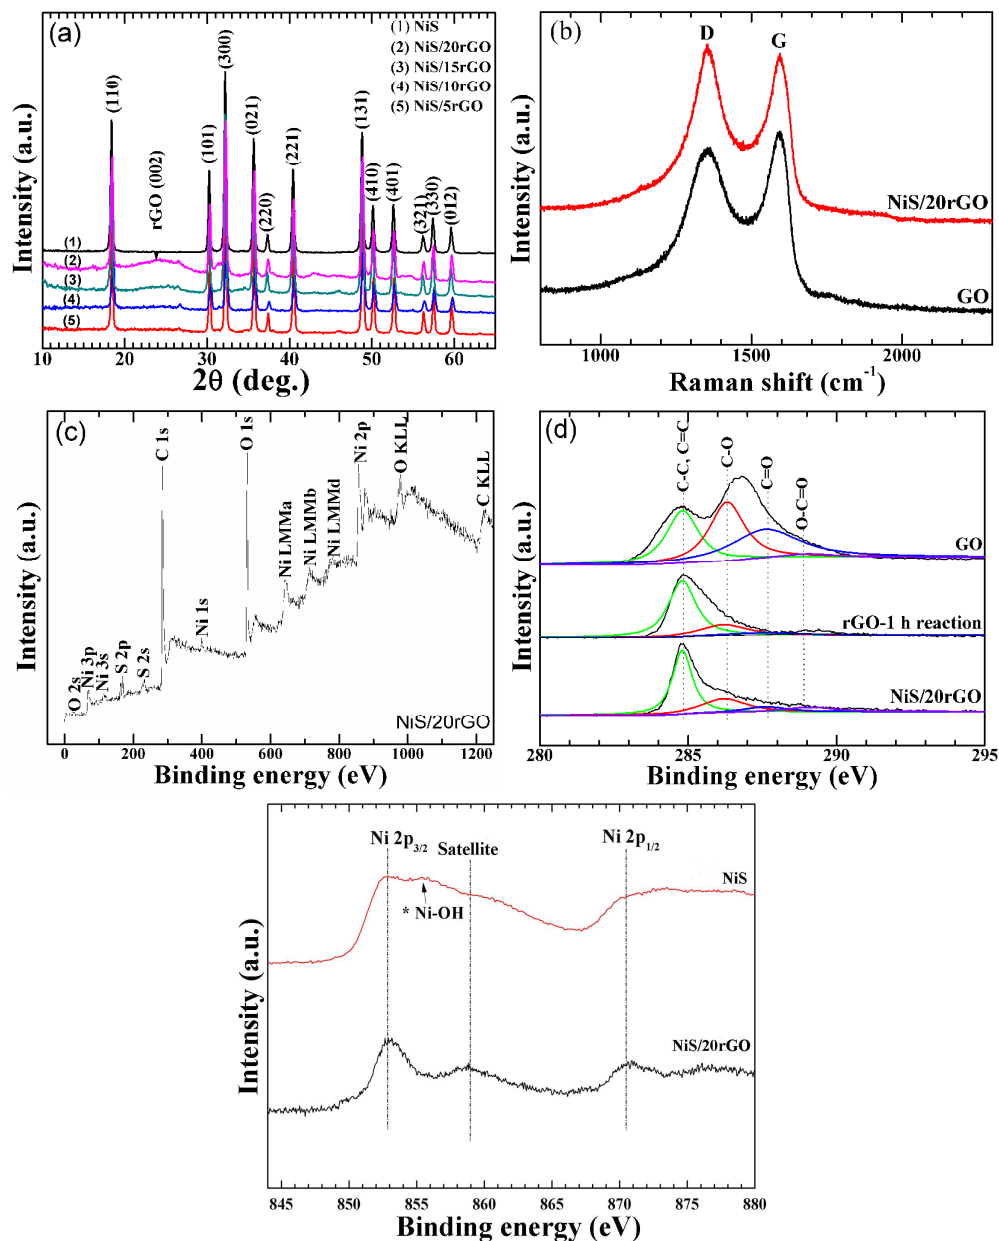 (a)
(1) NiS
(2) NiS/20rGO
(3) NiS/15rGO
(4) NiS/10rGO
(5) NiS/5rGO
(110)
rGO (002)
(101)
(300)
(021)
(220)
(221)
(131)
(410)
(401)
(321)
(330)
(012)
(1)
(2)
(3)
(4)
(5)
Intensity (a.u.)
10 20 30 40 50 60
2θ (deg.)
(b)
D
G
NiS/20rGO
GO
Intensity (a.u.)
1000 1500 2000
Raman shift (cm⁻¹)
(c)
O 2s
Ni 3p
Ni 3s
S 2p
S 2s
C 1s
Ni 1s
O 1s
Ni LMMa
Ni LMMb
Ni LMMd
Ni 2p
O KLL
C KLL
NiS/20rGO
Intensity (a.u.)
0 200 400 600 800 1000 1200
Binding energy (eV)
(d)
C-C, C=C
C-O
C=O
O-C=O
GO
rGO-1 h reaction
NiS/20rGO
Intensity (a.u.)
280 285 290 295
Binding energy (eV)
Ni 2p3/2
Satellite
Ni 2p1/2
NiS
* Ni-OH
NiS/20rGO
Intensity (a.u.)
845 850 855 860 865 870 875 880
Binding energy (eV)